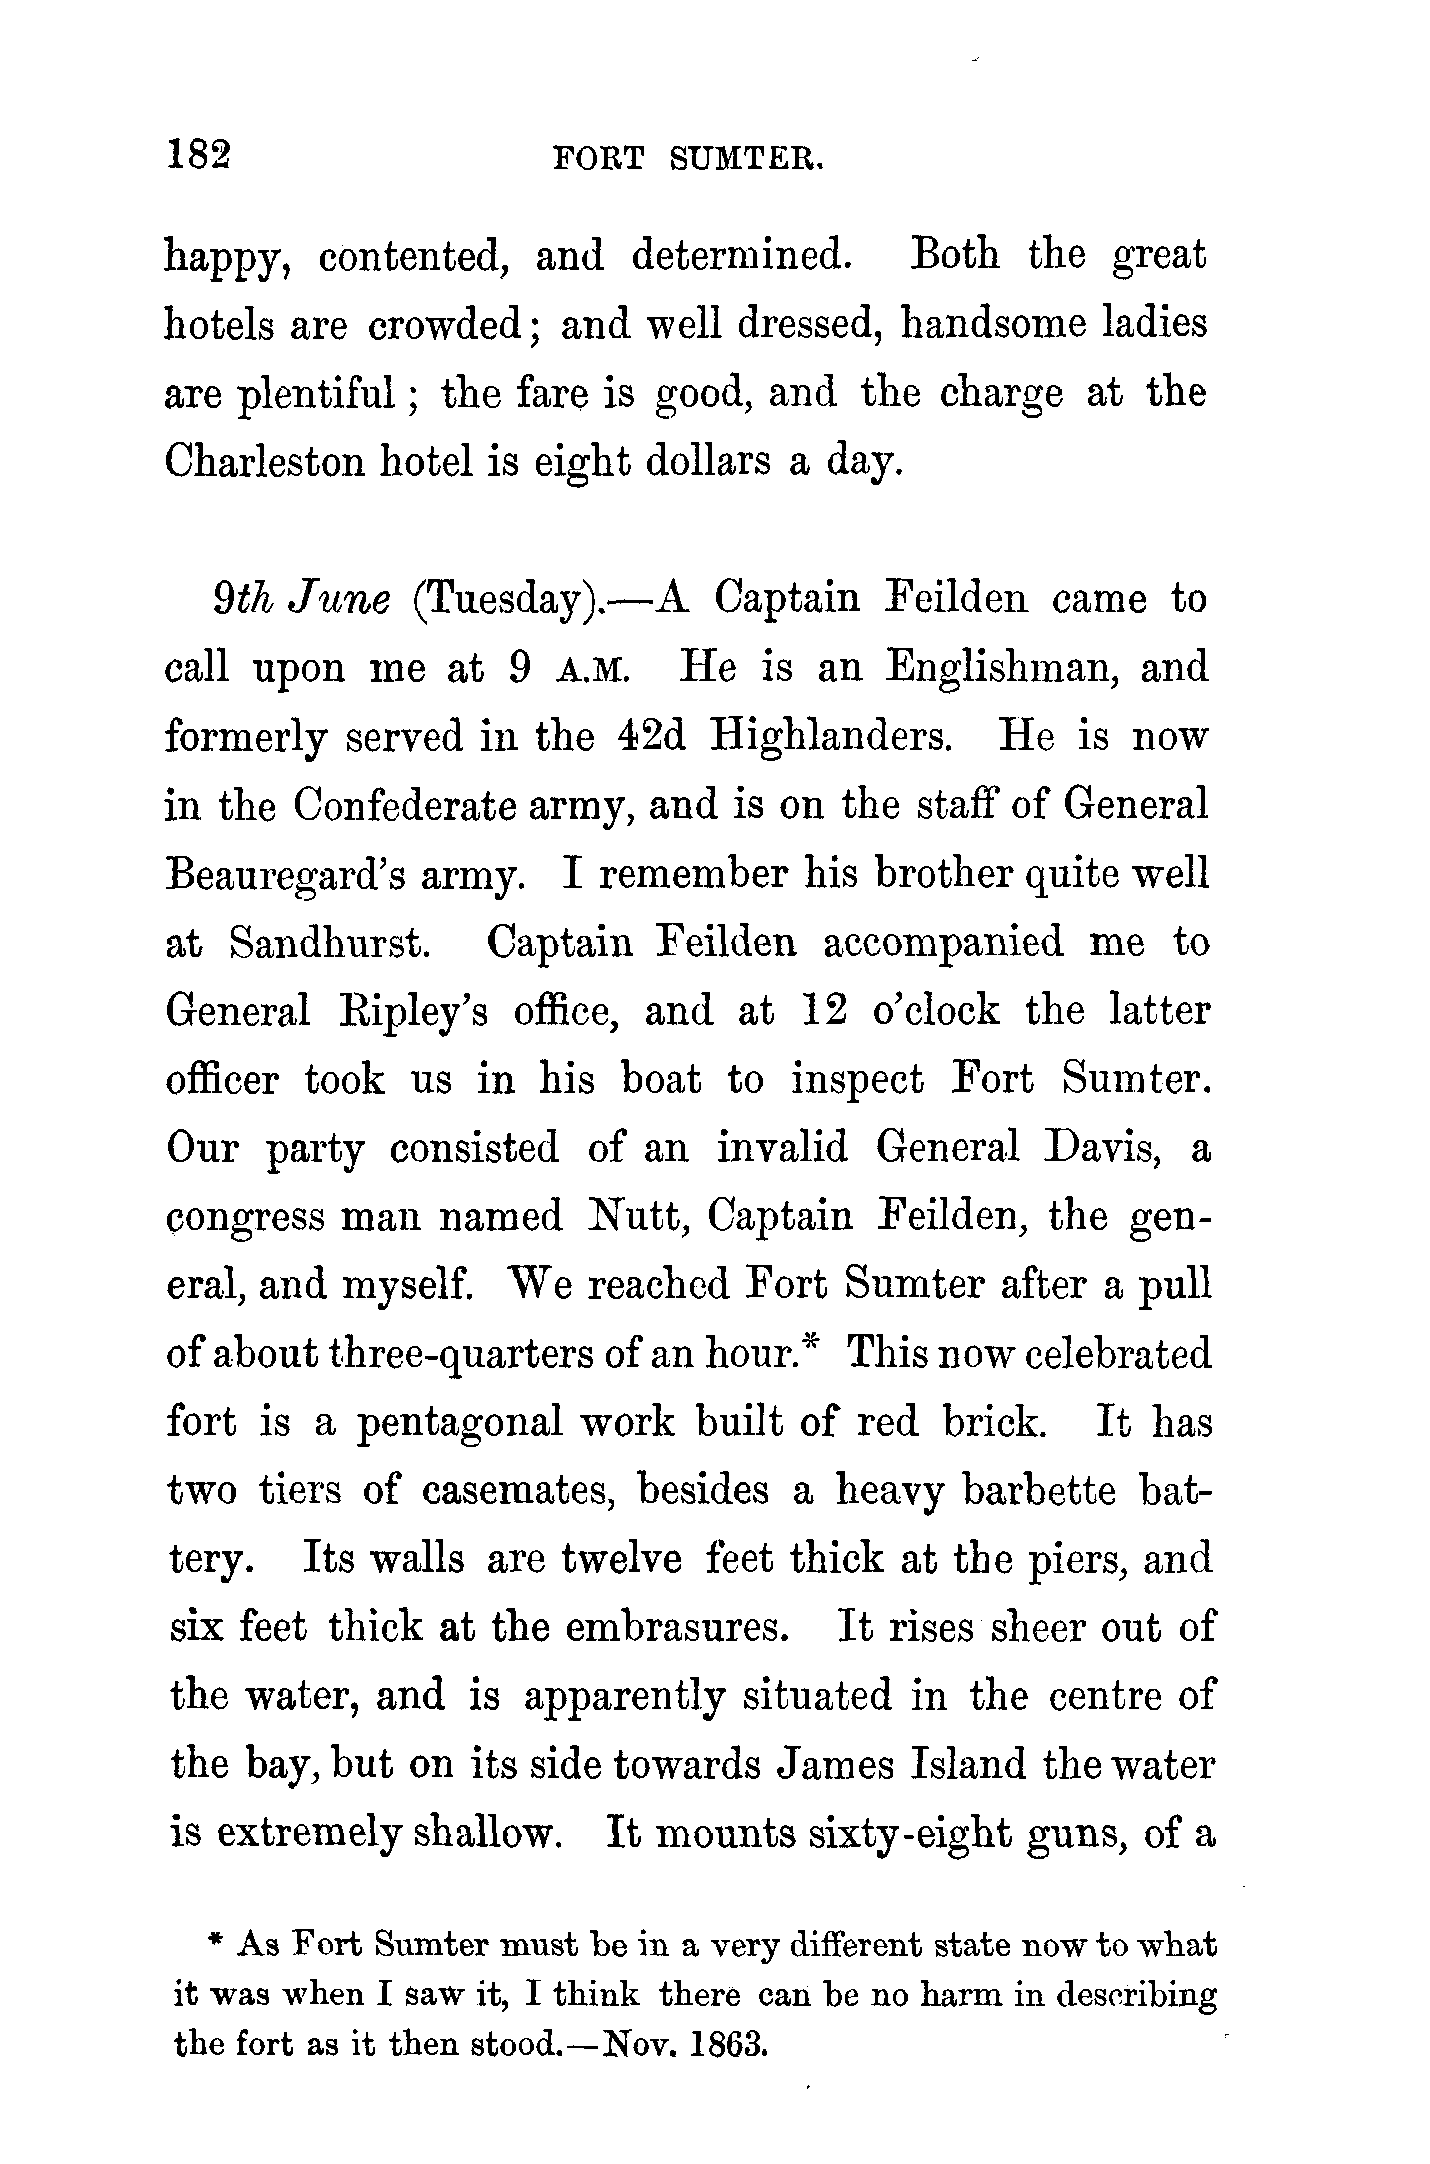 182 FORT SUMTER.
happy, contented, and determined. Both the great
hotels are crowded; and well dressed, handsome ladies
are plentiful; the fare is good, and the charge at the
Charleston hotel is eight dollars a day.
9th June (Tuesday).—A Captain Feilden came to
call upon me at 9 A.M. He is an Englishman, and
formerly served in the 42d Highlanders. He is now
in the Confederate army, and is on the staff of General
Beauregard's army. I remember his brother quite well
at Sandhurst. Captain Feilden accompanied me to
General Ripley's office, and at 12 o'clock the latter
officer took us in his boat to inspect Fort Sumter.
Our party consisted of an invalid General Davis, a
congress man named Nutt, Captain Feilden, the gen-
eral, and myself. We reached Fort Sumter after a pull
of about three-quarters of an hour.* This now celebrated
fort is a pentagonal work built of red brick. It has
two tiers of casemates, besides a heavy barbette bat-
tery. Its walls are twelve feet thick at the piers, and
six feet thick at the embrasures. It rises sheer out of
the water, and is apparently situated in the centre of
the bay, but on its side towards James Island the water
is extremely shallow. It mounts sixty-eight guns, of a
* As Fort Sumter must be in a very different state now to what
it was when I saw it, I think there can be no harm in describing
the fort as it then stood.—Nov. 1863.